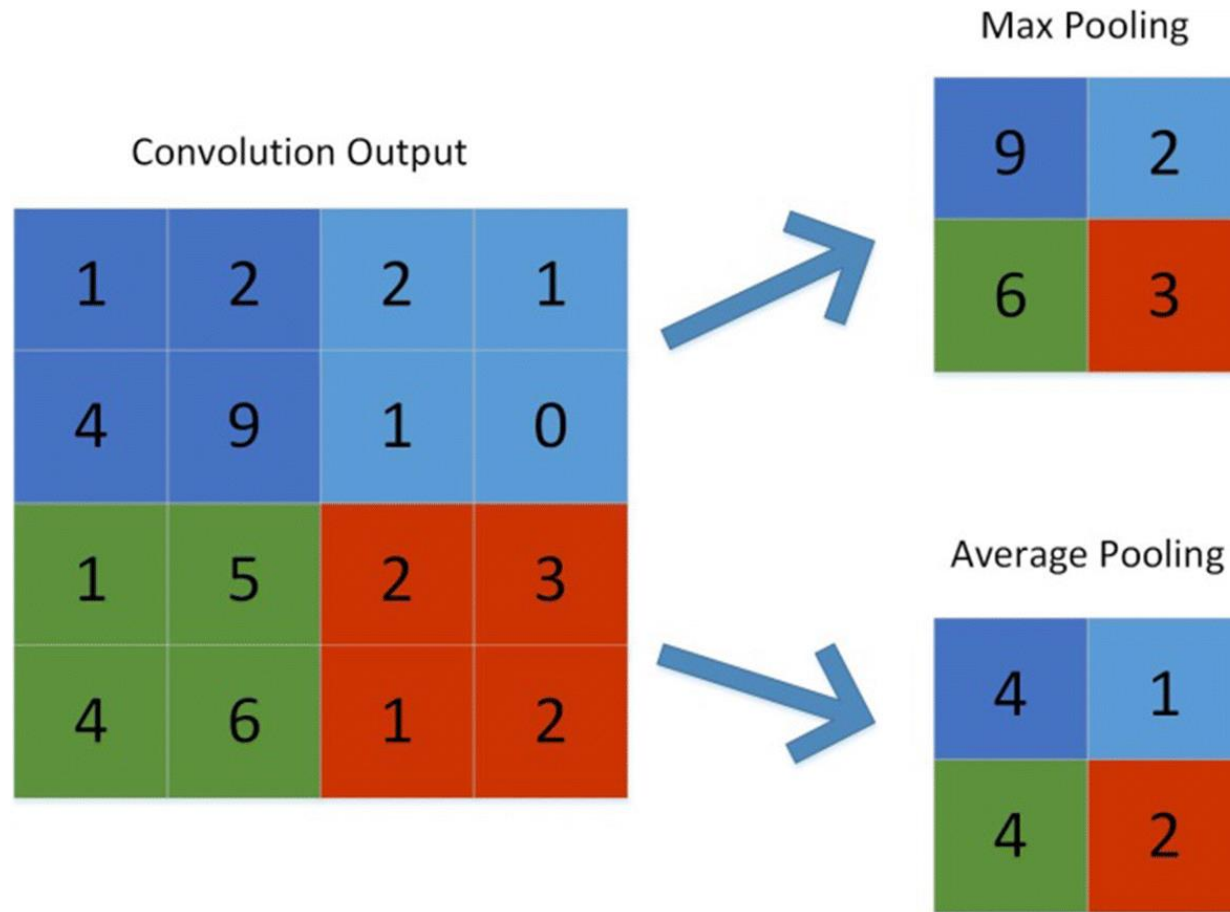 Convolution Output
1 2 2 1
4 9 1 0
1 5 2 3
4 6 1 2
Max Pooling
9 2
6 3
Average Pooling
4 1
4 2